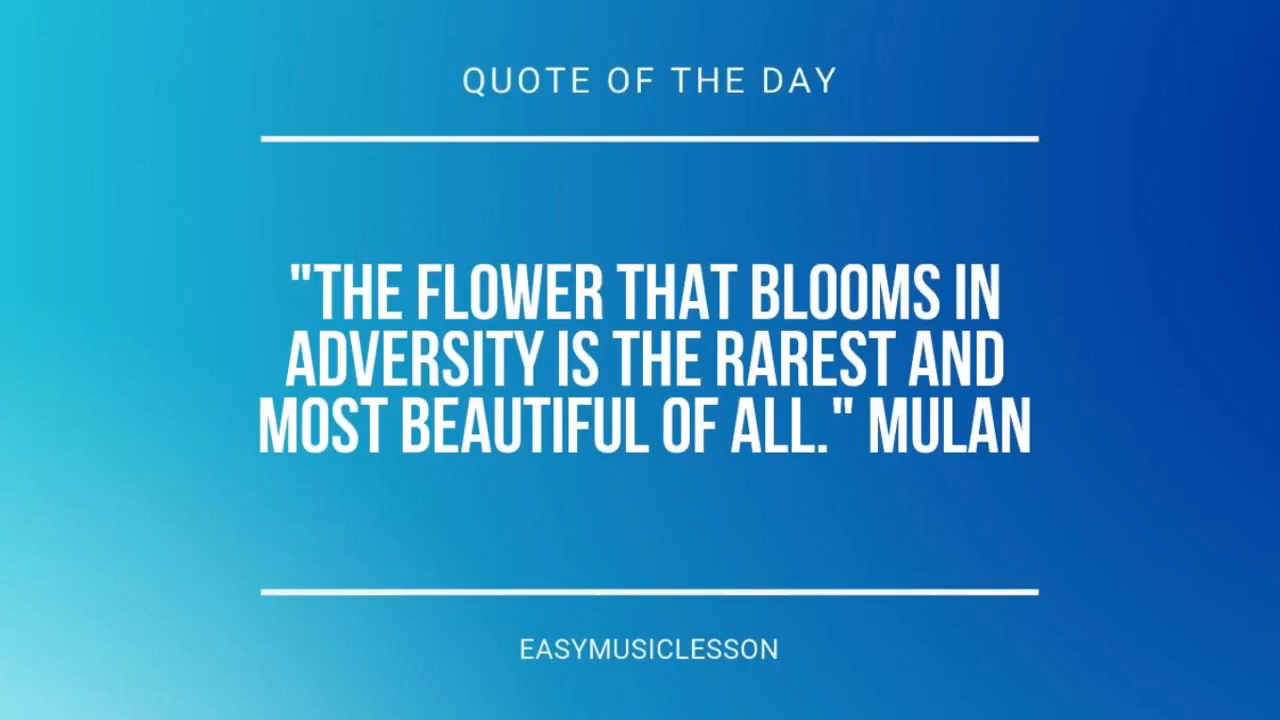 QUOTE OF THE DAY
"THE FLOWER THAT BLOOMS IN
ADVERSITY IS THE RAREST AND
MOST BEAUTIFUL OF ALL." MULAN
EASYMUSICLESSON